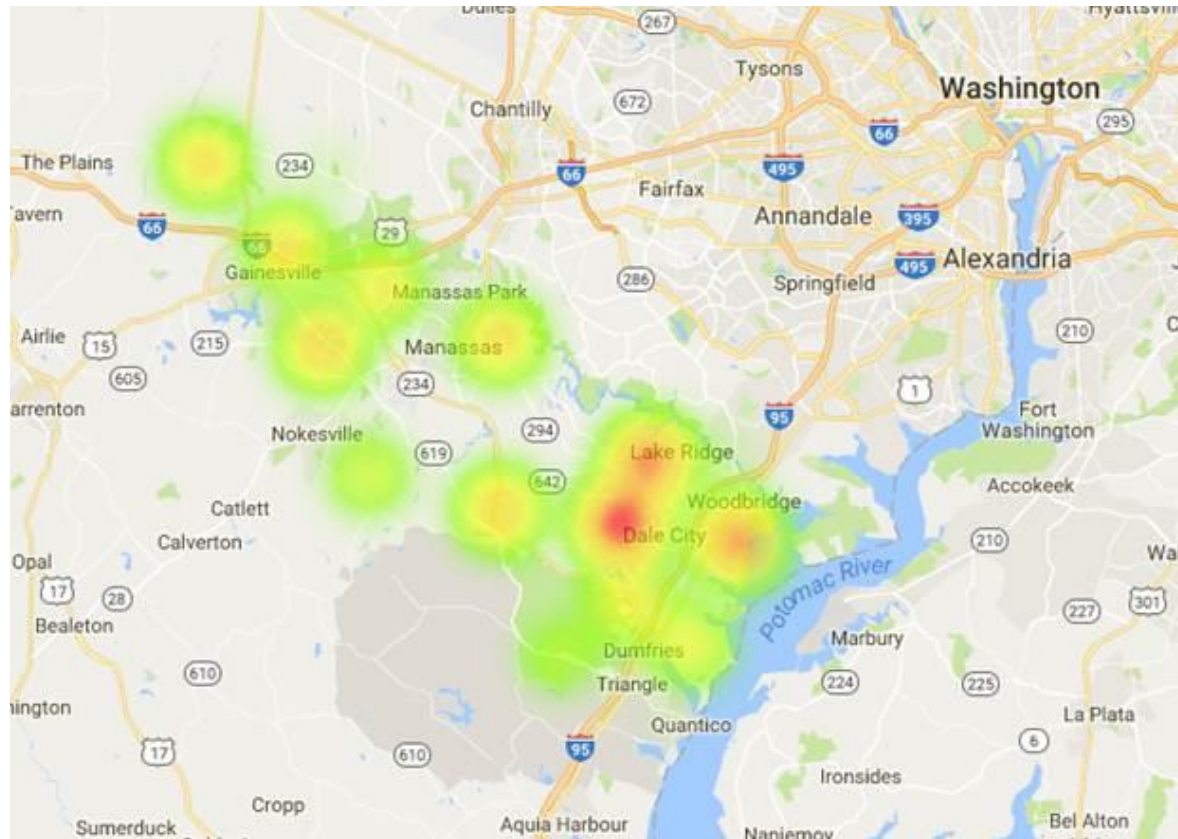 Dulles
267
Tysons
Washington
Chantilly
672
295
66
The Plains
234
66
495
Fairfax
66
29
Annandale
395
66
Gainesville
495
Alexandria
286
Springfield
Manassas Park
Airlie
15
215
Manassas
210
605
234
1
95
Fort
Washington
Nokesville
294
619
Lake Ridge
642
Woodbridge
Accokeek
Catlett
Dale City
Calverton
210
Opal
17
28
Potomac River
227
301
Bealeton
Marbury
Dumfries
610
Triangle
224
225
Quantico
La Plata
17
610
95
6
Ironsides
Cropp
Sumerduck
Aquia Harbour
Bel Alton